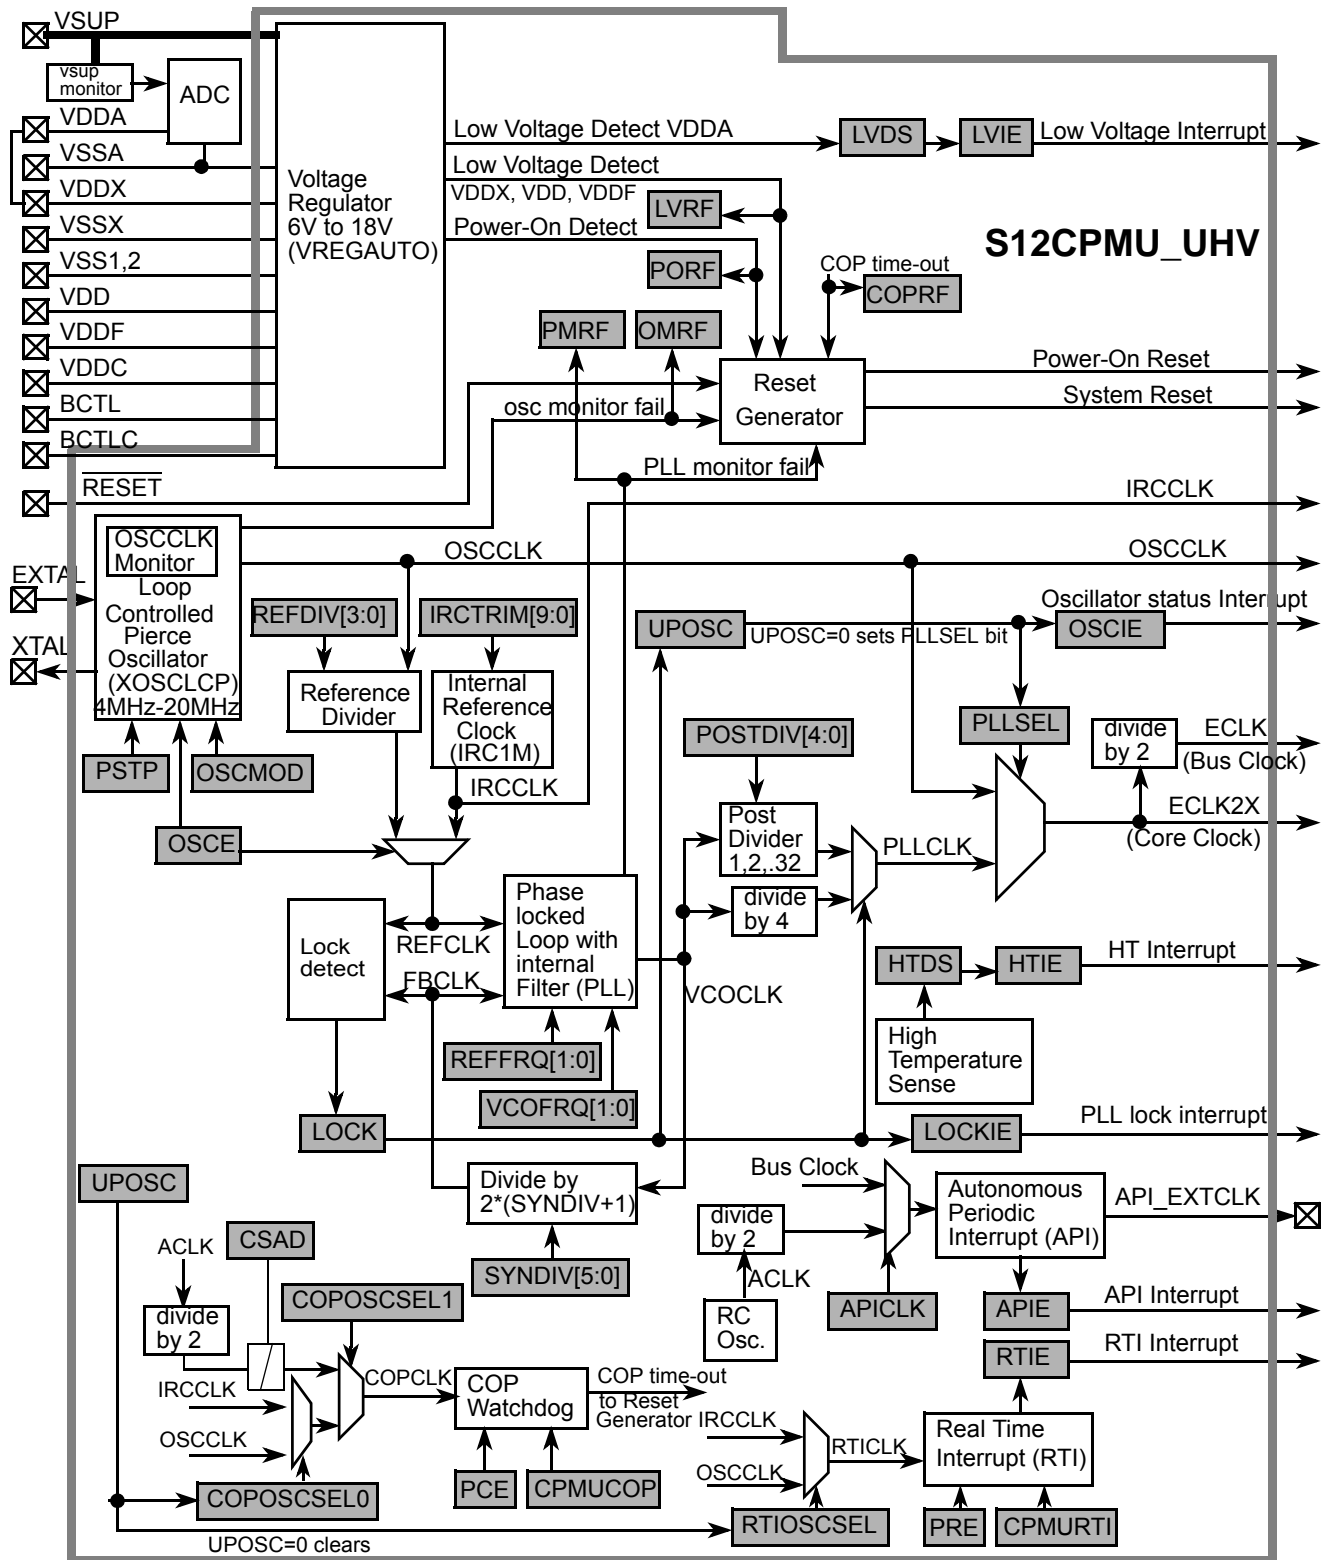 VSUP
vsup
monitor
ADC
VDDA
VSSA
VDDX
VSSX
VSS1,2
VDD
VDDF
VDDC
BCTL
BCTLC
RESET
Voltage
Regulator
6V to 18V
(VREGAUTO)
Low Voltage Detect VDDA
LVDS
LVIE
Low Voltage Interrupt
Low Voltage Detect
VDDX, VDD, VDDF
LVRF
Power-On Detect
PORF
S12CPMU_UHV
COP time-out
COPRF
PMRF
OMRF
osc monitor fail
Reset
Generator
Power-On Reset
System Reset
PLL monitor fail
IRCCLK
OSCCLK
Monitor
Loop
Controlled
Pierce
Oscillator
(XOSCLCP)
4MHz-20MHz
EXTAL
XTAL
OSCCLK
OSCCLK
REFDIV[3:0]
IRCTRIM[9:0]
UPOSC
UPOSC=0 sets PLLSEL bit
Oscillator status Interrupt
OSCIE
Reference
Divider
Internal
Reference
Clock
(IRC1M)
PSTP
OSCMOD
IRCCLK
POSTDIV[4:0]
PLLSEL
divide
by 2
ECLK
(Bus Clock)
ECLK2X
(Core Clock)
OSCE
Post
Divider
1,2,.32
PLLCLK
divide
by 4
Lock
detect
REFCLK
FBCLK
Phase
locked
Loop with
internal
Filter (PLL)
VCOCLK
HTDS
HTIE
HT Interrupt
High
Temperature
Sense
REFFRQ[1:0]
VCOFRQ[1:0]
LOCK
LOCKIE
PLL lock interrupt
UPOSC
Divide by
2*(SYNDIV+1)
SYNDIV[5:0]
Bus Clock
divide
by 2
ACLK
RC
Osc.
APICLK
Autonomous
Periodic
Interrupt (API)
API_EXTCLK
APIE
API Interrupt
RTIE
RTI Interrupt
ACLK
CSAD
divide
by 2
COPOSCSEL1
IRCCLK
OSCCLK
COPCLK
COP
Watchdog
COP time-out
to Reset
Generator
COPOSCSEL0
PCE
CPMUCOP
IRCCLK
OSCCLK
RTICLK
Real Time
Interrupt (RTI)
RTIOSCSEL
PRE
CPMURTI
UPOSC=0 clears